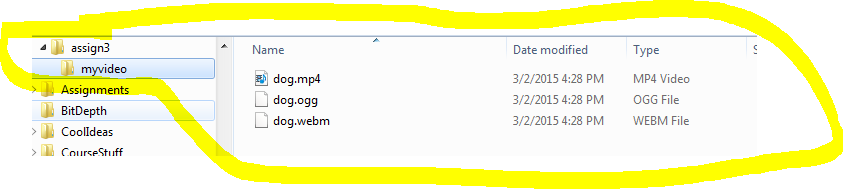 assign3
myvideo
Assignments
BitDepth
CoolIdeas
CourseStuff
Name Date modified Type S
dog.mp4 3/2/2015 4:28 PM MP4 Video
dog.ogg 3/2/2015 4:28 PM OGG File
dog.webm 3/2/2015 4:28 PM WEBM File